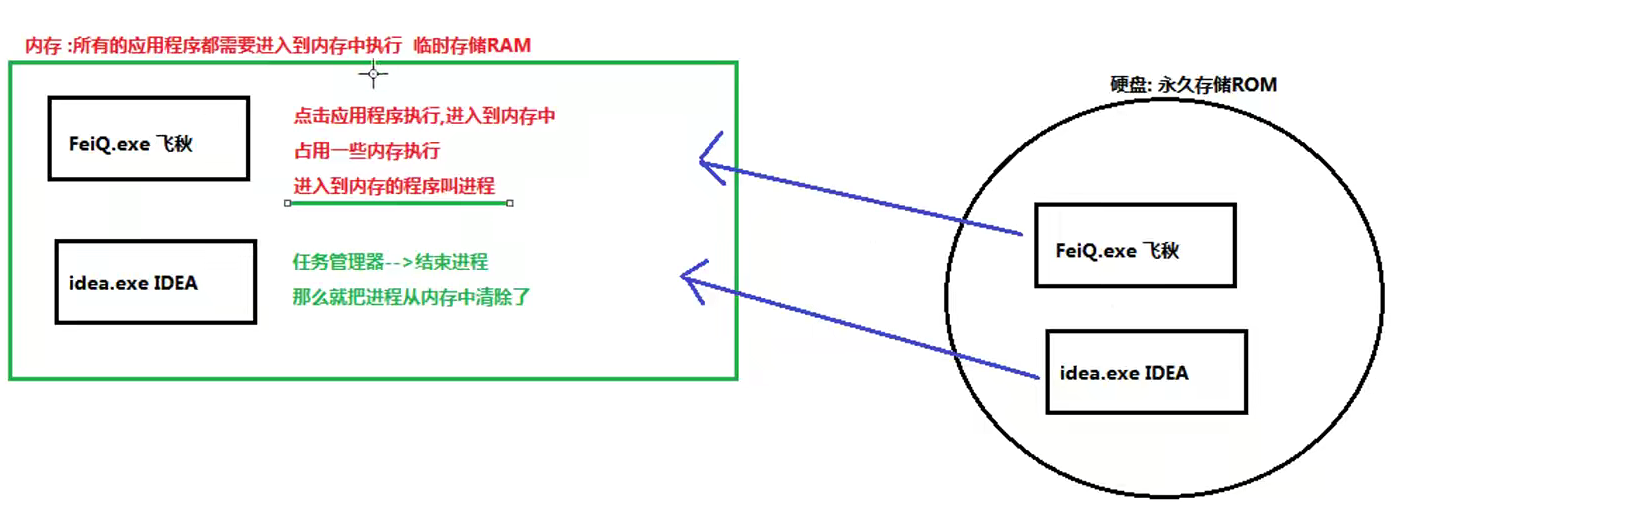 内存 :所有的应用程序都需要进入到内存中执行  临时存储RAM
FeiQ.exe 飞秋
点击应用程序执行,进入到内存中
占用一些内存执行
进入到内存的程序叫进程
idea.exe IDEA
任务管理器-->结束进程
那么就把进程从内存中清除了
硬盘: 永久存储ROM
FeiQ.exe 飞秋
idea.exe IDEA